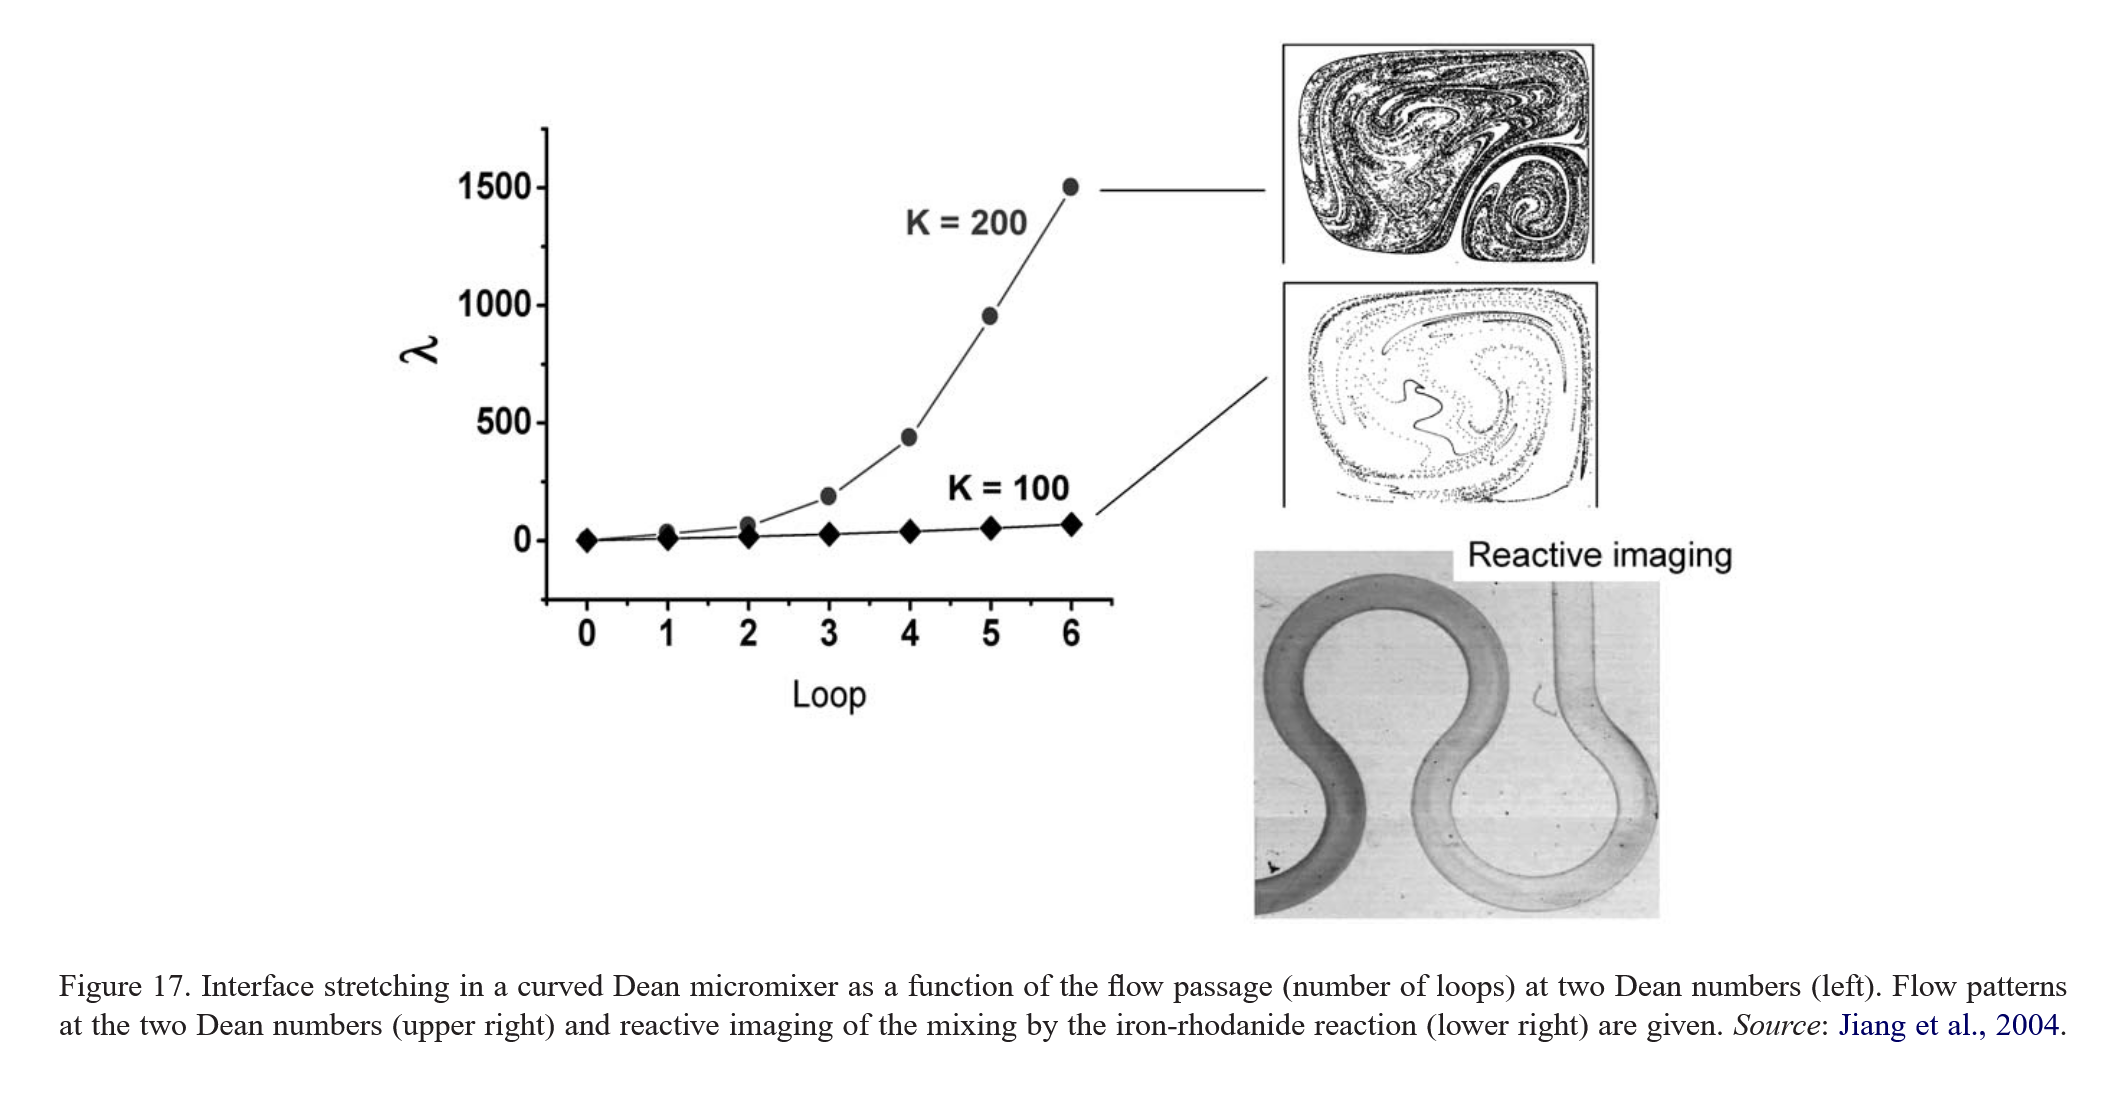 1500
K = 200
1000
λ
500
K = 100
0
0 1 2 3 4 5 6
Loop
Reactive imaging
Figure 17. Interface stretching in a curved Dean micromixer as a function of the flow passage (number of loops) at two Dean numbers (left). Flow patterns
at the two Dean numbers (upper right) and reactive imaging of the mixing by the iron-rhodanide reaction (lower right) are given. Source: Jiang et al., 2004.